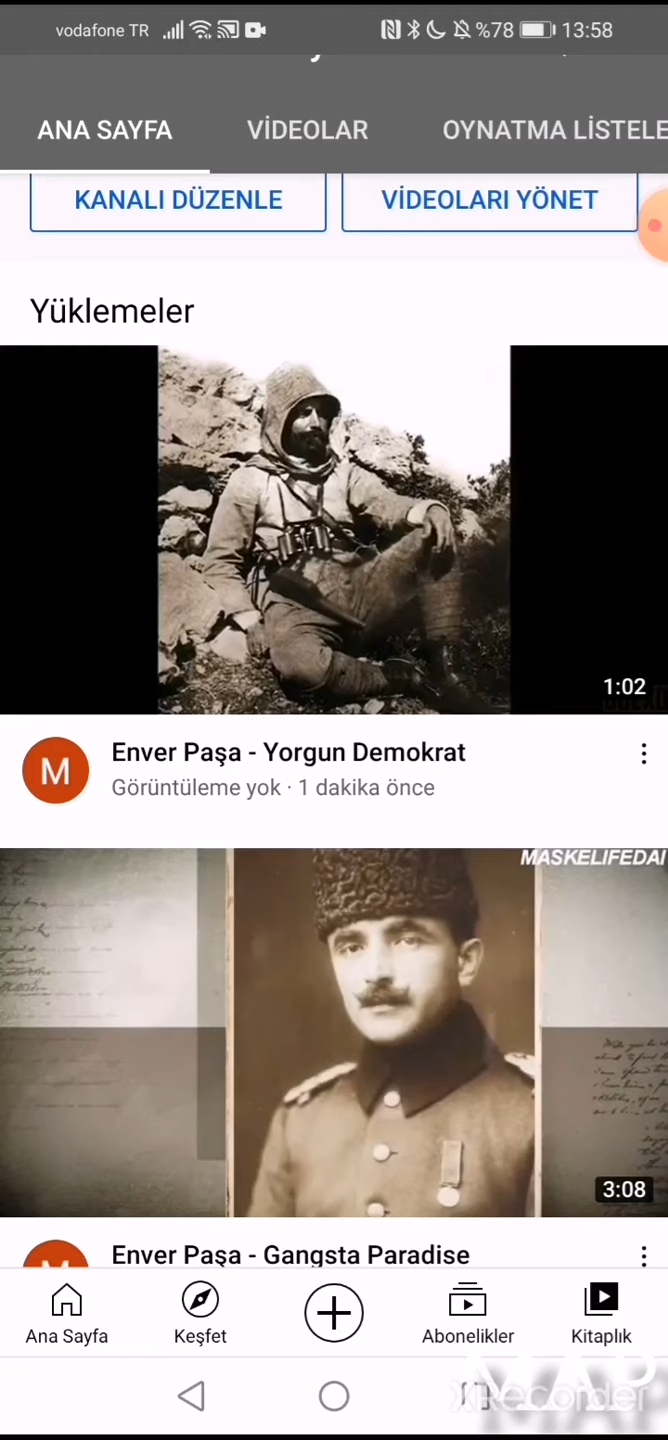 vodafone TR %78 13:58
ANA SAYFA VİDEOLAR OYNATMA LİSTELE
KANALI DÜZENLE VİDEOLARI YÖNET
Yüklemeler
1:02
M Enver Paşa - Yorgun Demokrat
Görüntüleme yok · 1 dakika önce
MASKELIFEDAI
3:08
Enver Paşa - Gangsta Paradise
Ana Sayfa Keşfet Abonelikler Kitaplık
XRecorder